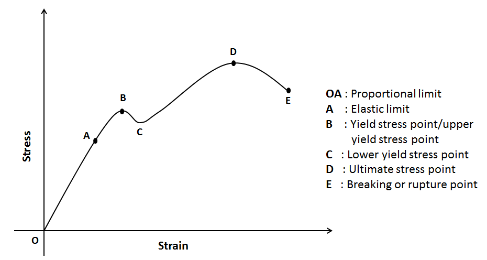 D
B
A
C
E
Stress
O
Strain
OA : Proportional limit
A : Elastic limit
B : Yield stress point/upper
yield stress point
C : Lower yield stress point
D : Ultimate stress point
E : Breaking or rupture point